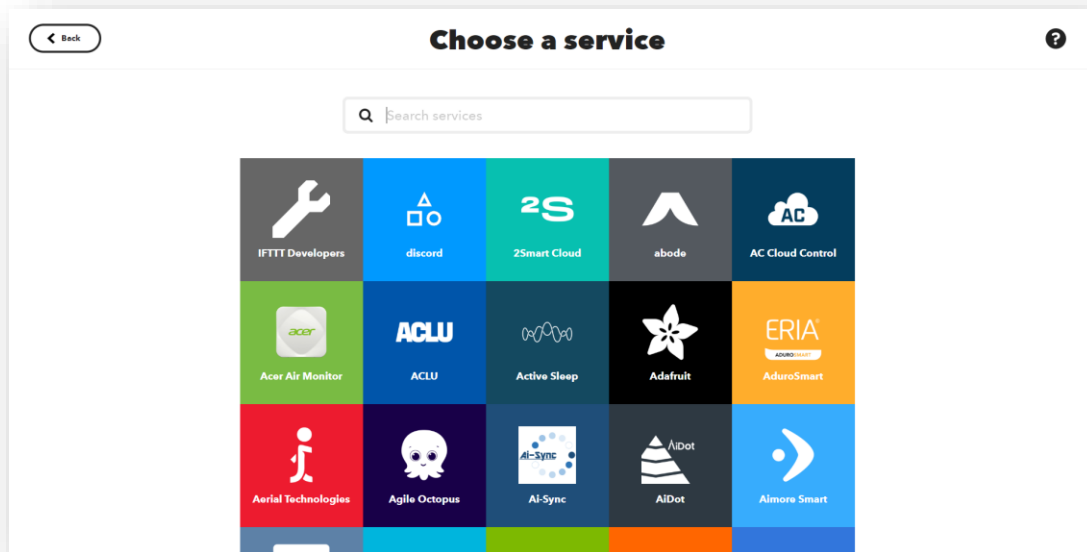 Back
Choose a service
?
Search services
2S
AC
IFTTT Developers
discord
2Smart Cloud
abode
AC Cloud Control
acer
ACLU
ERIA
ADUROSMART
Acer Air Monitor
ACLU
Active Sleep
Adafruit
AduroSmart
Ai-Sync
AiDot
Aerial Technologies
Agile Octopus
Ai-Sync
AiDot
Aimore Smart